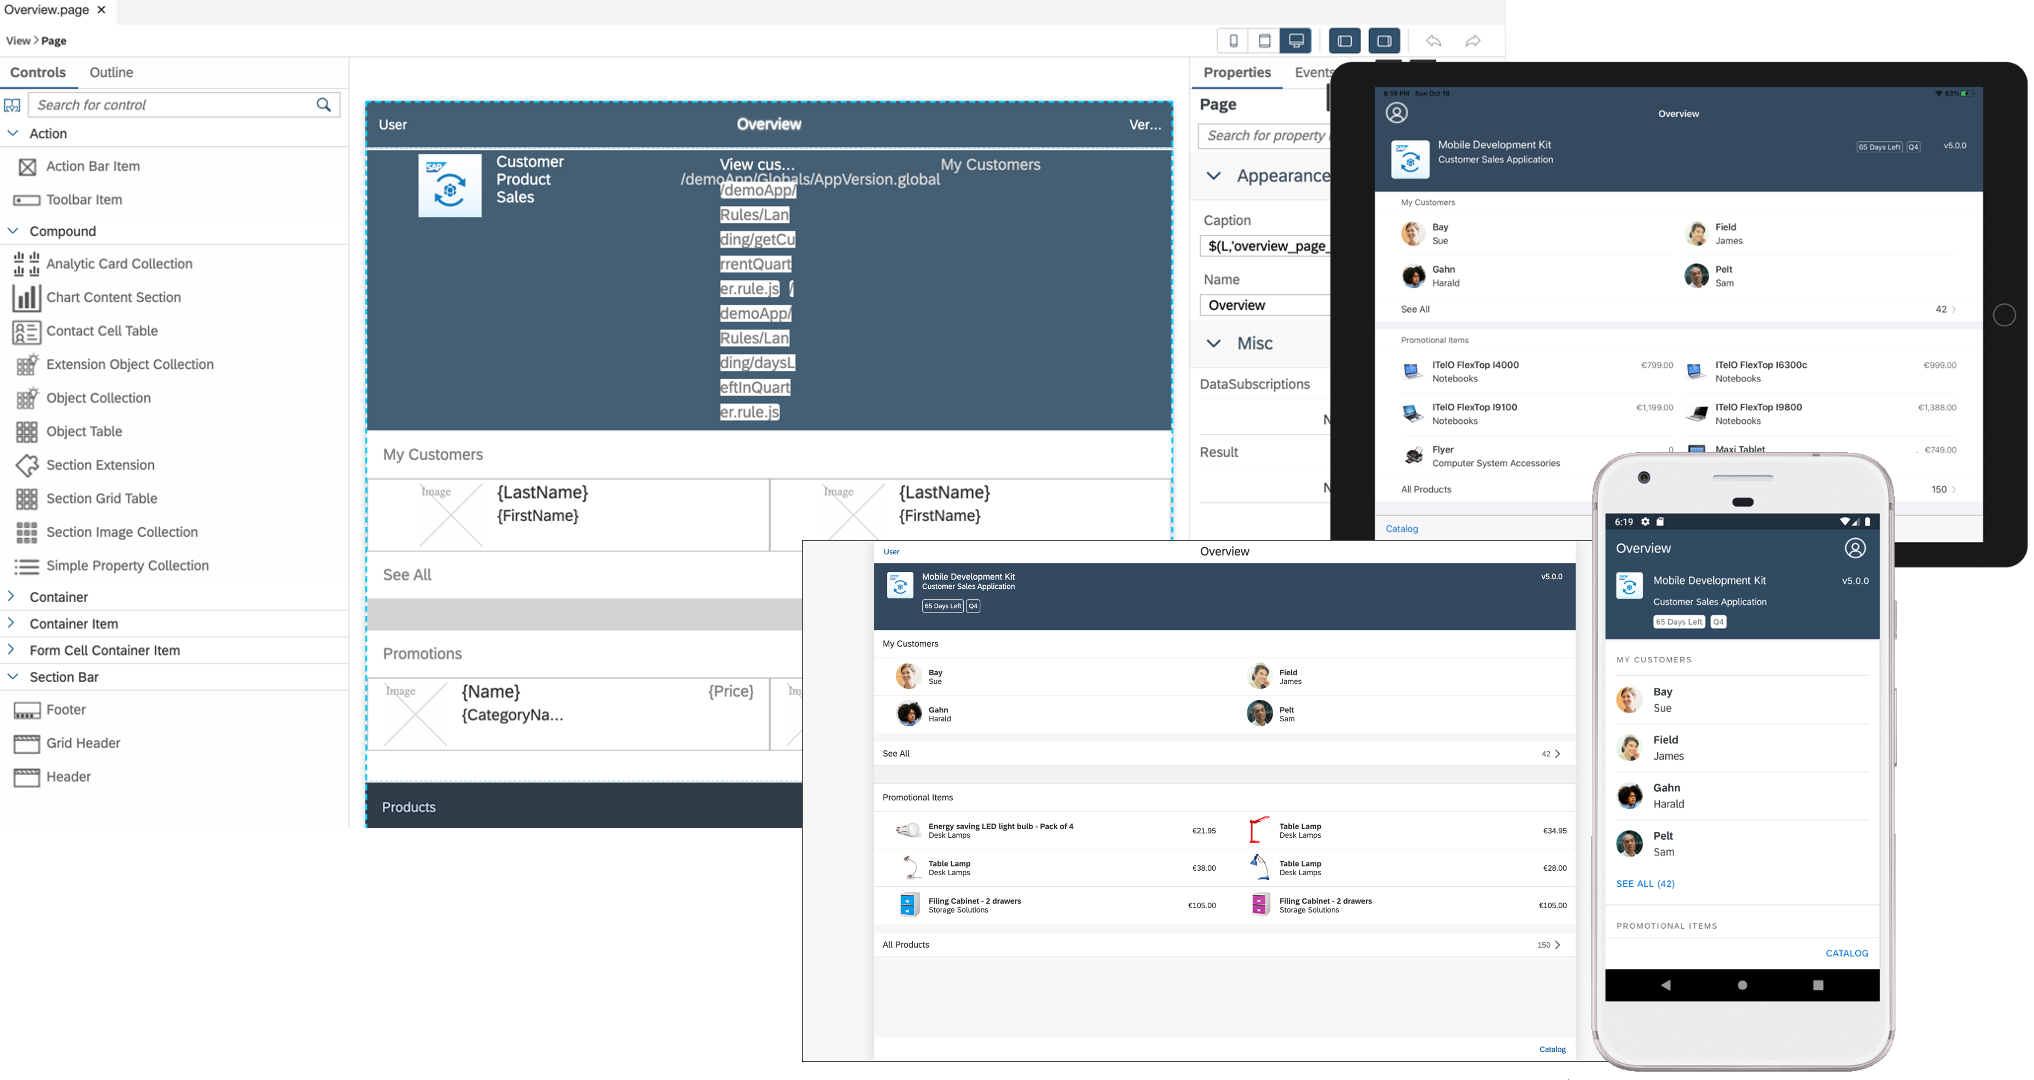 Overview.page ×
View > Page
Controls
Outline
Search for control
Action
Action Bar Item
Toolbar Item
Compound
Analytic Card Collection
Chart Content Section
Contact Cell Table
Extension Object Collection
Object Collection
Object Table
Section Extension
Section Grid Table
Section Image Collection
Simple Property Collection
Container
Container Item
Form Cell Container Item
Section Bar
Footer
Grid Header
Header
User
Overview
Ver...
SAP
Customer
Product
Sales
View cus...
My Customers
/demoApp/Globals/AppVersion.global
/demoApp/
Rules/Lan
ding/getCu
rrentQuart
er.rule.js /
demoApp/
Rules/Lan
ding/daysL
eftInQuart
er.rule.js
My Customers
Image
{LastName}
{FirstName}
Image
{LastName}
{FirstName}
See All
Promotions
Image
{Name}
{CategoryNa...
{Price}
Products
Properties
Events
Page
Search for property
Appearance
Caption
$(L,'overview_page_
Name
Overview
Misc
DataSubscriptions
Result
6:19 PM Sun Oct 18
63%
Overview
SAP
Mobile Development Kit
Customer Sales Application
65 Days Left
Q4
v5.0.0
My Customers
Bay
Sue
Field
James
Gahn
Harald
Pelt
Sam
See All
42
Promotional Items
ITelO FlexTop I4000
Notebooks
€799.00
ITelO FlexTop I6300c
Notebooks
€999.00
ITelO FlexTop I9100
Notebooks
€1,199.00
ITelO FlexTop I9800
Notebooks
€1,388.00
Flyer
Computer System Accessories
0
Maxi Tablet
€749.00
All Products
150
Catalog
User
Overview
SAP
Mobile Development Kit
Customer Sales Application
65 Days Left
Q4
v5.0.0
My Customers
Bay
Sue
Field
James
Gahn
Harald
Pelt
Sam
See All
42
Promotional Items
Energy saving LED light bulb - Pack of 4
Desk Lamps
€21.95
Table Lamp
Desk Lamps
€34.95
Table Lamp
Desk Lamps
€38.00
Table Lamp
Desk Lamps
€28.00
Filing Cabinet - 2 drawers
Storage Solutions
€105.00
Filing Cabinet - 2 drawers
Storage Solutions
€105.00
All Products
150
Catalog
6:19
Overview
SAP
Mobile Development Kit
v5.0.0
Customer Sales Application
65 Days Left
Q4
MY CUSTOMERS
Bay
Sue
Field
James
Gahn
Harald
Pelt
Sam
SEE ALL (42)
PROMOTIONAL ITEMS
CATALOG